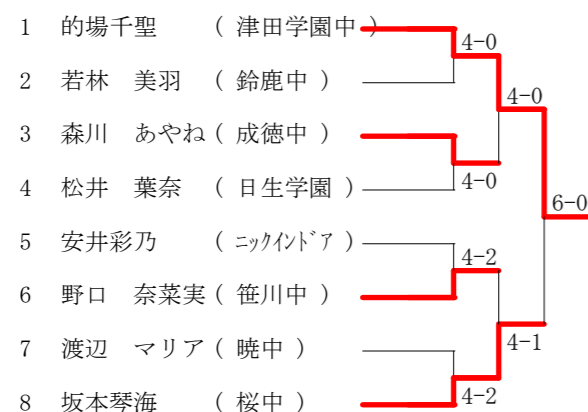 1 的場千聖 ( 津田学園中 )
4-0
2 若林 美羽 ( 鈴鹿中 )
4-0
3 森川 あやね ( 成徳中 )
4-0
4 松井 葉奈 ( 日生学園 )
6-0
5 安井彩乃 ( ニックインドア )
4-2
6 野口 奈菜実 ( 笹川中 )
4-1
7 渡辺 マリア ( 暁中 )
4-2
8 坂本琴海 ( 桜中 )